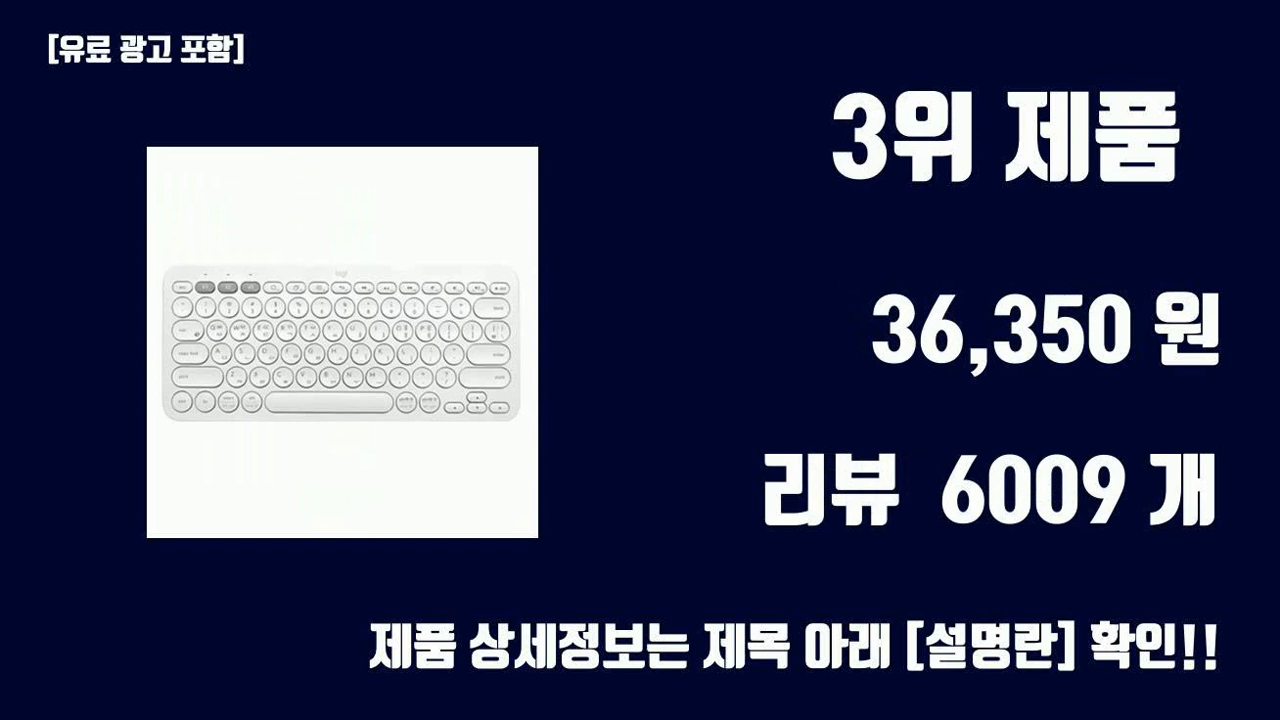 [유료 광고 포함]
3위 제품
36,350 원
리뷰 6009 개
제품 상세정보는 제목 아래 [설명란] 확인!!